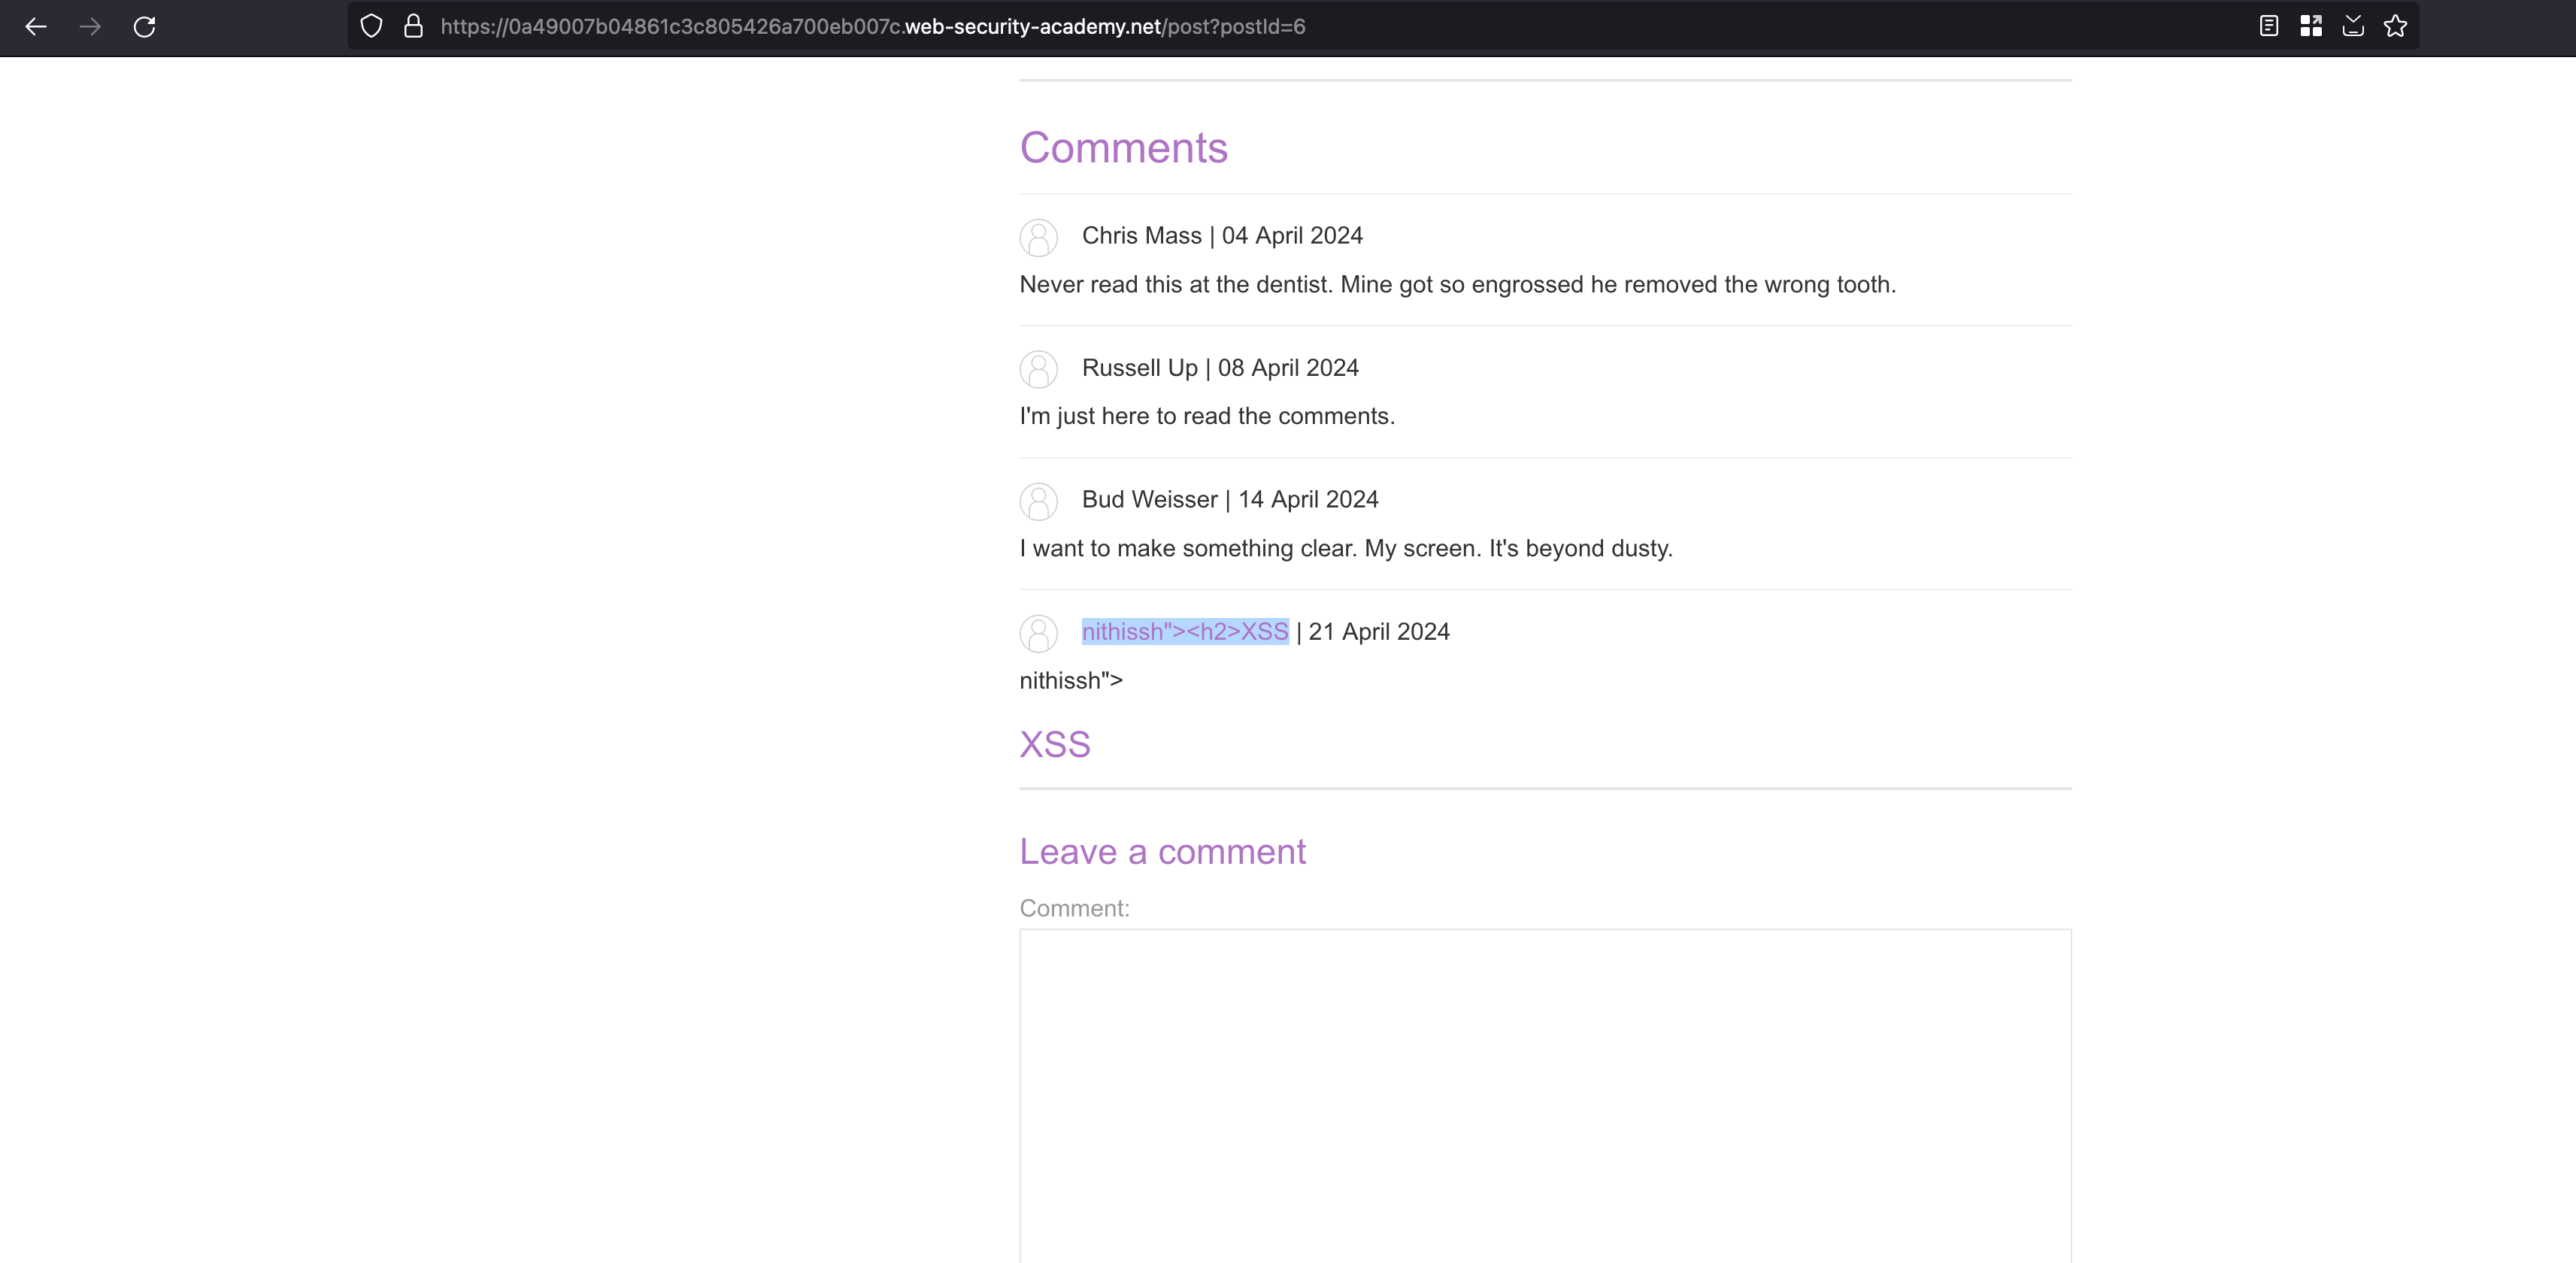 https://0a49007b04861c3c805426a700eb007c.web-security-academy.net/post?postId=6
Comments
Chris Mass | 04 April 2024
Never read this at the dentist. Mine got so engrossed he removed the wrong tooth.
Russell Up | 08 April 2024
I'm just here to read the comments.
Bud Weisser | 14 April 2024
I want to make something clear. My screen. It's beyond dusty.
nithissh"><h2>XSS | 21 April 2024
nithissh">
XSS
Leave a comment
Comment: